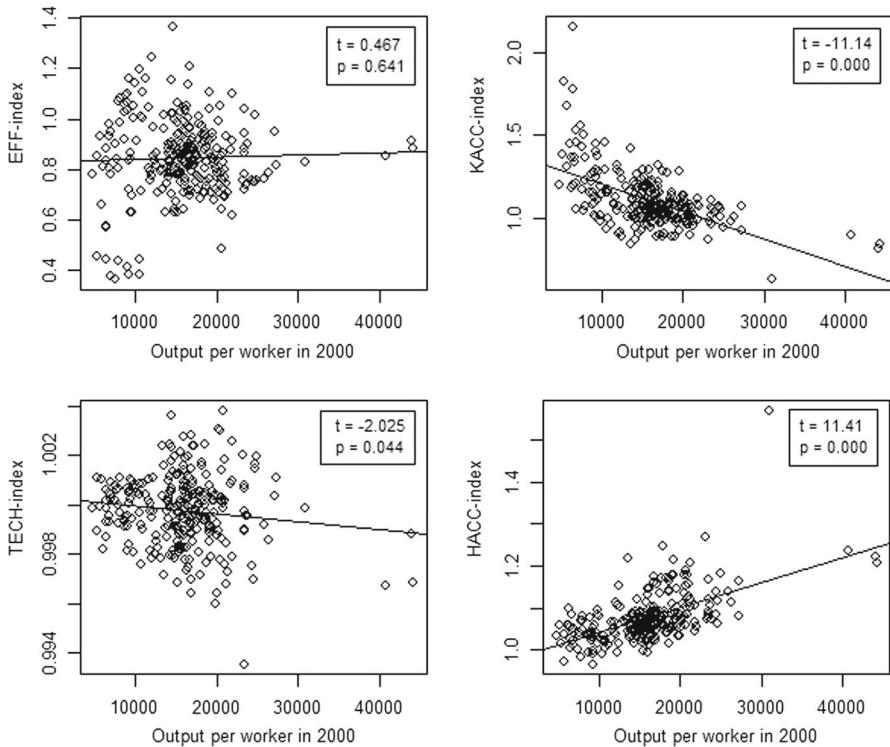 EFF-index
0.4 0.6 0.8 1.0 1.2 1.4
t = 0.467
p = 0.641
10000 20000 30000 40000
Output per worker in 2000
KACC-index
1.0 1.5 2.0
t = -11.14
p = 0.000
10000 20000 30000 40000
Output per worker in 2000
TECH-index
0.994 0.998 1.002
t = -2.025
p = 0.044
10000 20000 30000 40000
Output per worker in 2000
HACC-index
1.0 1.2 1.4
t = 11.41
p = 0.000
10000 20000 30000 40000
Output per worker in 2000